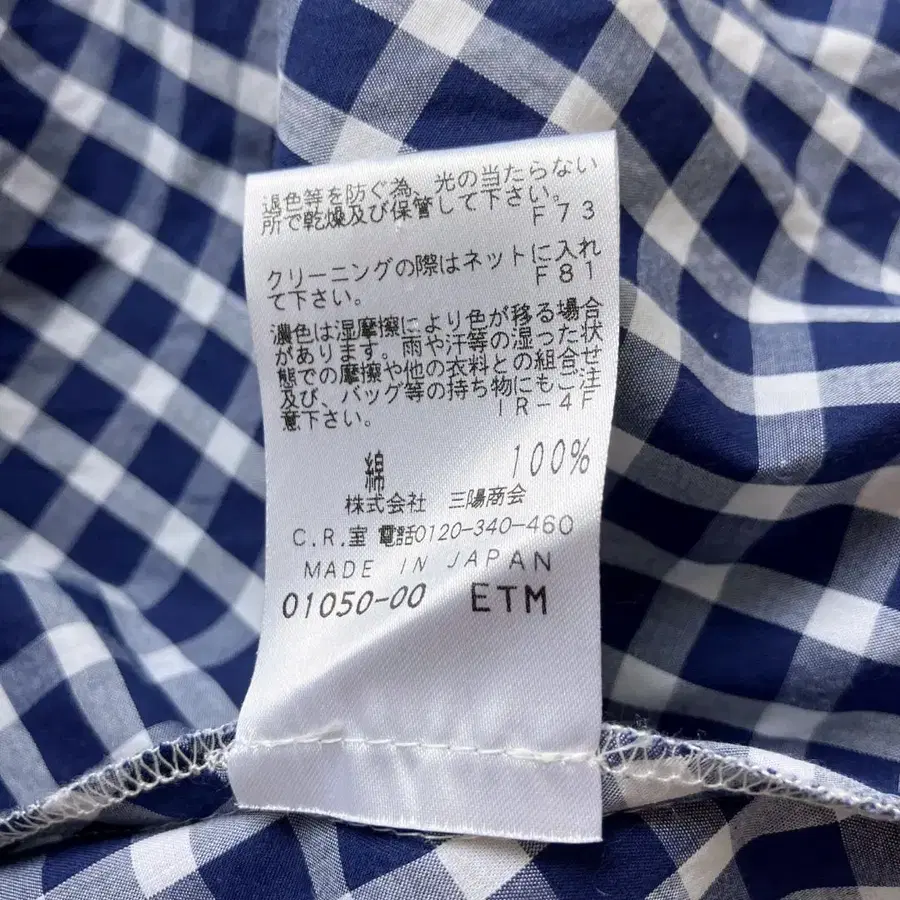 退色等を防ぐ為、光の当たらない
所で乾燥及び保管して下さい。
F73
クリーニングの際はネットに入れ
て下さい。 F81
濃色は湿摩擦により色が移る場合
があります。雨や汗等の湿った状
態での摩擦や他の衣料との組合せ
及び、バッグ等の持ち物にもご注
意下さい。 IR-4F
綿 100%
株式会社 三陽商会
C.R.室 電話0120-340-460
MADE IN JAPAN
01050-00 ETM